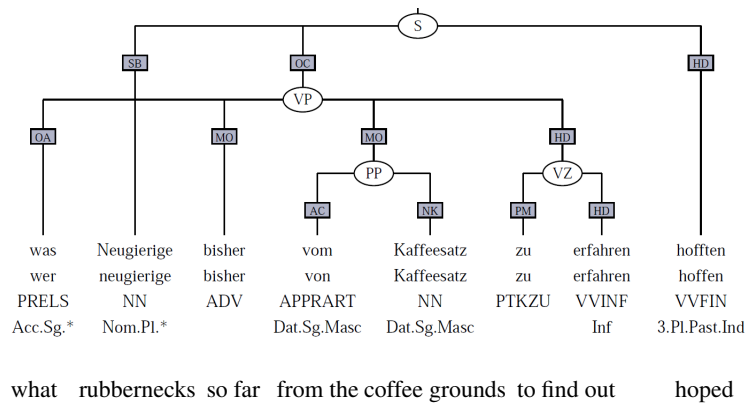 S
SB OC HD
VP
OA MO MO HD
PP VZ
AC NK PM HD
was Neugierige bisher vom Kaffeesatz zu erfahren hofften
wer neugierige bisher von Kaffeesatz zu erfahren hoffen
PRELS NN ADV APPRART NN PTKZU VVINF VVFIN
Acc.Sg.* Nom.Pl.* Dat.Sg.Masc Dat.Sg.Masc Inf 3.Pl.Past.Ind
what rubbernecks so far from the coffee grounds to find out hoped